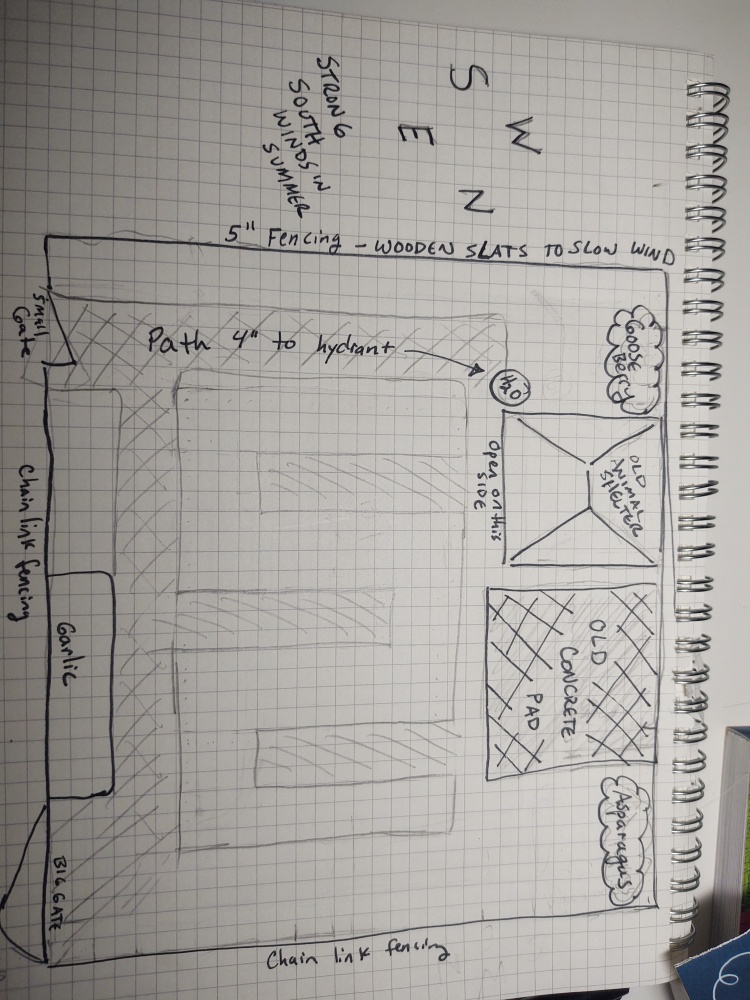 STRONG
SOUTH
WINDS IN
SUMMER
S
W
E
N
5" Fencing - WOODEN SLATS TO SLOW WIND
Small
Gate
Path 4" to hydrant
H2O
Goose
Berry
OLD
ANIMAL
SHELTER
Open on this
SIDE
Chain link fencing
Garlic
OLD
CONCRETE
PAD
Asparagus
BIG GATE
Chain link fencing